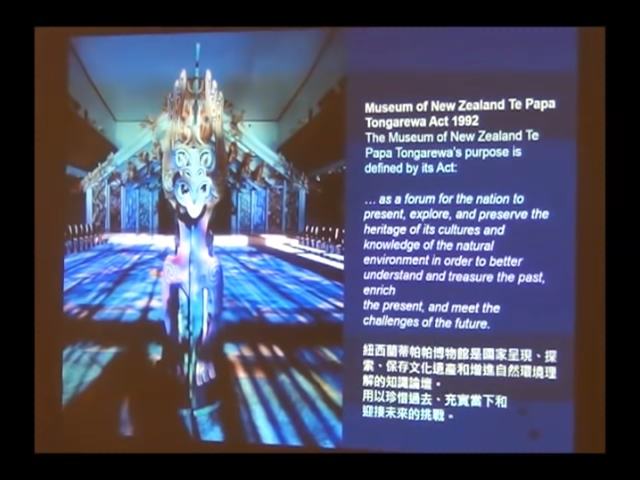 Museum of New Zealand Te Papa
Tongarewa Act 1992
The Museum of New Zealand Te
Papa Tongarewa's purpose is
defined by its Act:
... as a forum for the nation to
present, explore, and preserve the
heritage of its cultures and
knowledge of the natural
environment in order to better
understand and treasure the past,
enrich
the present, and meet the
challenges of the future.
紐西蘭蒂帕帕博物館是國家呈現、探
索、保存文化遺產和增進自然環境理
解的知識論壇。
用以珍惜過去、充實當下和
迎接未來的挑戰。